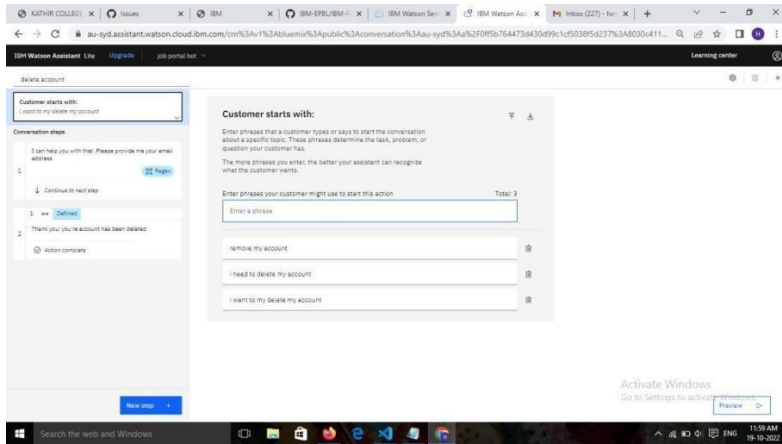 KATHIR COLLEGE
Issues
IBM
IBM-EPBL/IBM-P
IBM Watson Ser
IBM Watson Ass
Inbox (227) - her
au-syd.assistant.watson.cloud.ibm.com/crn%3Av1%3Abluemix%3Apublic%3Aconversation%3Aau-syd%3Aa%2F0ff5b764473d430d99c1cf5038f5d237%3A8030c411...
IBM Watson Assistant Lite Upgrade job portal bot Learning center
delete account
Customer starts with:
I want to my delete my account
Conversation steps
1
I can help you with that .Please provide me your email
address
Regex
Continue to next step
2
1 == Defined
Thank you! you re account has been deleted
Action complete
New step +
Customer starts with:
Enter phrases that a customer types or says to start the conversation
about a specific topic. These phrases determine the task, problem, or
question your customer has.
The more phrases you enter, the better your assistant can recognize
what the customer wants.
Enter phrases your customer might use to start this action Total: 3
Enter a phrase
remove my account
i need to delete my account
i want to my delete my account
Activate Windows
Go to Settings to activate Windows.
Preview
Search the web and Windows
ENG
11:59 AM
19-10-2022